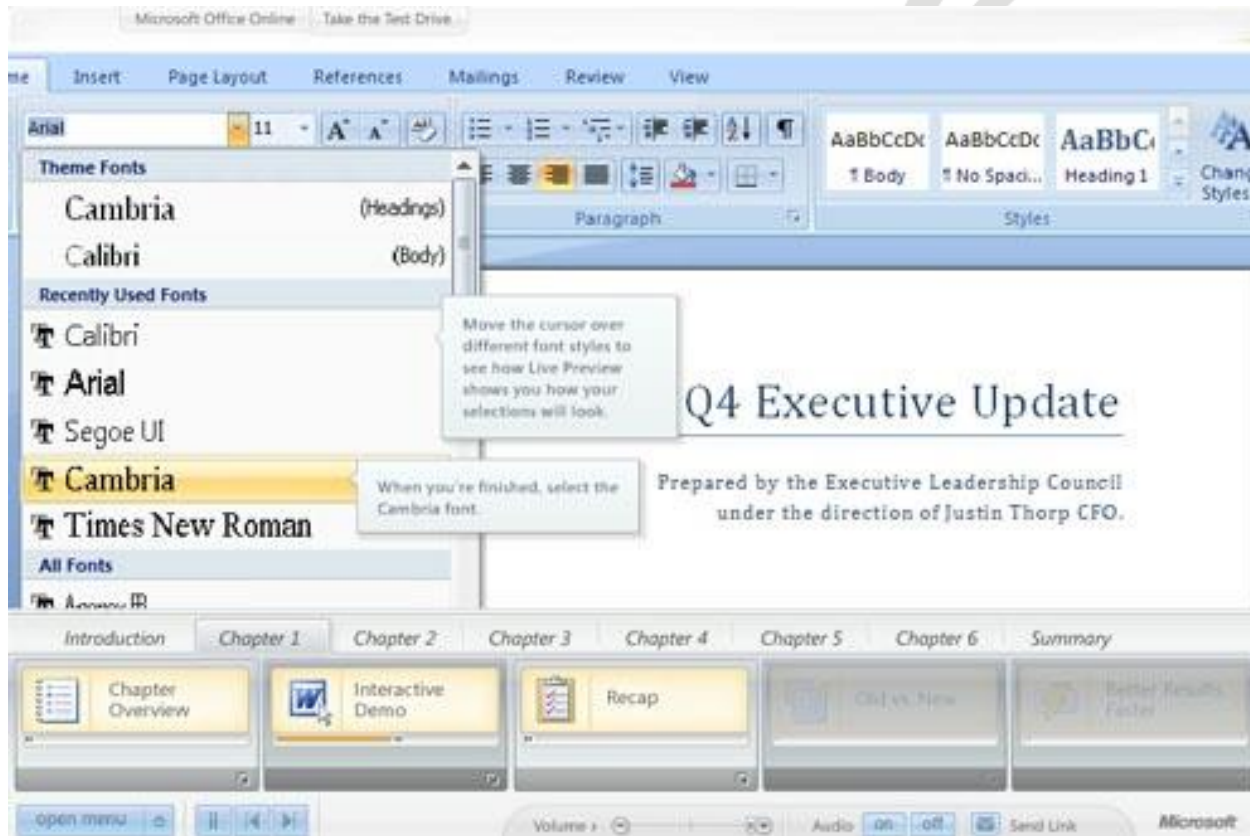 Microsoft Office Online Take the Test Drive
me Insert Page Layout References Mailings Review View
Arial 11 A A ¶
AaBbCcDc AaBbCcDc AaBbC
¶ Body ¶ No Spaci... Heading 1
Chang
Styles
Paragraph Styles
Theme Fonts
Cambria (Headings)
Calibri (Body)
Recently Used Fonts
Calibri
Arial
Segoe UI
Cambria
Times New Roman
All Fonts
Move the cursor over
different font styles to
see how Live Preview
shows you how your
selections will look.
When you're finished, select the
Cambria font.
Q4 Executive Update
Prepared by the Executive Leadership Council
under the direction of Justin Thorp CFO.
Introduction Chapter 1 Chapter 2 Chapter 3 Chapter 4 Chapter 5 Chapter 6 Summary
Chapter
Overview
Interactive
Demo
Recap
Old vs. New
Better Results
Faster
open menu Volume Audio on off Send Link Microsoft